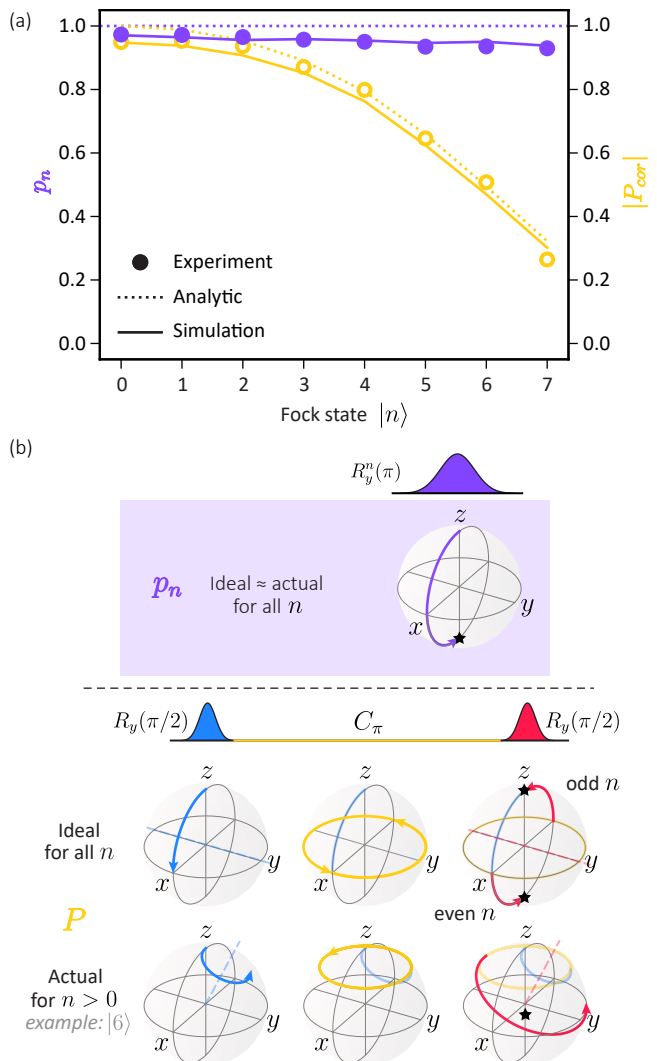 (a)
1.0
0.8
0.6
0.4
0.2
0.0
p_n
1.0
0.8
0.6
0.4
0.2
0.0
|P_cor|
Experiment
Analytic
Simulation
0 1 2 3 4 5 6 7
Fock state |n⟩
(b)
R_y^n(π)
z
p_n Ideal ≈ actual
for all n
y
x
R_y(π/2) C_π R_y(π/2)
z z z
odd n
Ideal
for all n
x y x y x y
even n
P
z z z
Actual
for n > 0
example: |6⟩
x y x y x y